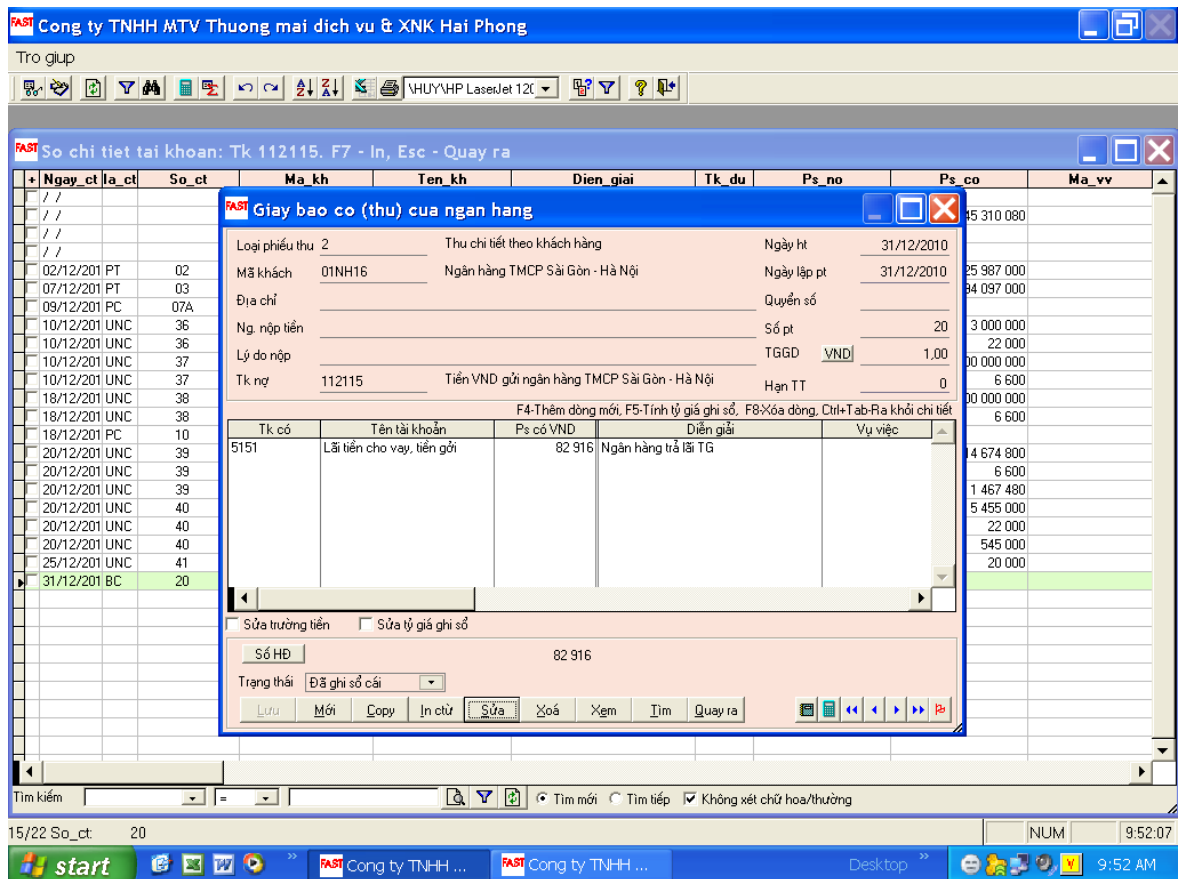 FAST Cong ty TNHH MTV Thuong mai dich vu & XNK Hai Phong
Tro giup
\\HUY\HP LaserJet 120
FAST So chi tiet tai khoan: Tk 112115. F7 - In, Esc - Quay ra
+ Ngay_ct la_ct So_ct Ma_kh Ten_kh Dien_giai Tk_du Ps_no Ps_co Ma_vv
/ /
/ / 45 310 080
/ /
/ /
02/12/201 PT 02 25 987 000
07/12/201 PT 03 94 097 000
09/12/201 PC 07A
10/12/201 UNC 36 3 000 000
10/12/201 UNC 36 22 000
10/12/201 UNC 37 00 000 000
10/12/201 UNC 37 6 600
18/12/201 UNC 38 00 000 000
18/12/201 UNC 38 6 600
18/12/201 PC 10
20/12/201 UNC 39 14 674 800
20/12/201 UNC 39 6 600
20/12/201 UNC 39 1 467 480
20/12/201 UNC 40 5 455 000
20/12/201 UNC 40 22 000
20/12/201 UNC 40 545 000
25/12/201 UNC 41 20 000
31/12/201 BC 20
FAST Giay bao co (thu) cua ngan hang
Loại phiếu thu 2 Thu chi tiết theo khách hàng Ngày ht 31/12/2010
Mã khách 01NH16 Ngân hàng TMCP Sài Gòn - Hà Nội Ngày lập pt 31/12/2010
Địa chỉ Quyển số
Ng. nộp tiền Số pt 20
Lý do nộp TGGD VND 1,00
Tk nợ 112115 Tiền VND gửi ngân hàng TMCP Sài Gòn - Hà Nội Hạn TT 0
F4-Thêm dòng mới, F5-Tính tỷ giá ghi sổ, F8-Xóa dòng, Ctrl+Tab-Ra khỏi chi tiết
Tk có Tên tài khoản Ps có VND Diễn giải Vụ việc
5151 Lãi tiền cho vay, tiền gởi 82 916 Ngân hàng trả lãi TG
Sửa trường tiền Sửa tỷ giá ghi sổ
Số HĐ 82 916
Trạng thái Đã ghi sổ cái
Lưu Mới Copy In ctừ Sửa Xoá Xem Tìm Quay ra
Tìm kiếm = Tìm mới Tìm tiếp Không xét chữ hoa/thường
15/22 So_ct: 20 NUM 9:52:07
start FAST Cong ty TNHH ... FAST Cong ty TNHH ... Desktop 9:52 AM